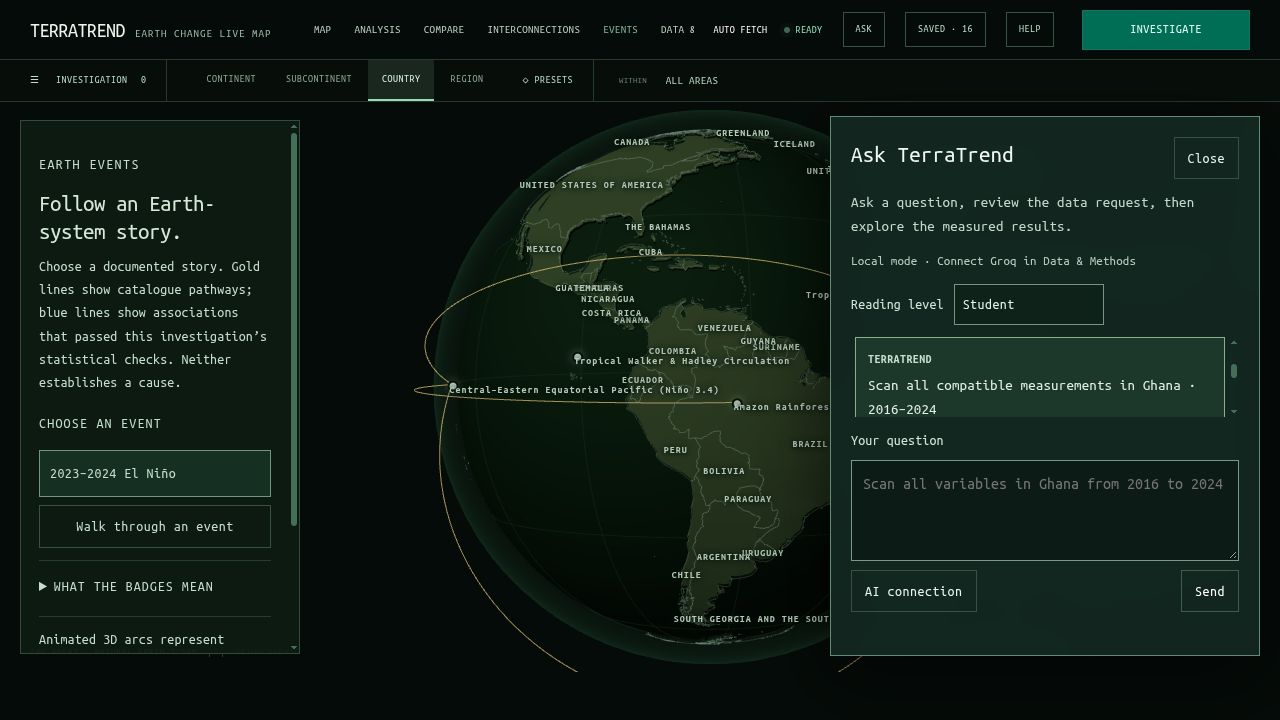 TERRATREND EARTH CHANGE LIVE MAP
MAP ANALYSIS COMPARE INTERCONNECTIONS EVENTS DATA & AUTO FETCH READY ASK SAVED · 16 HELP INVESTIGATE
☰ INVESTIGATION 0 CONTINENT SUBCONTINENT COUNTRY REGION ◇ PRESETS WITHIN ALL AREAS
EARTH EVENTS
Follow an Earth-
system story.
Choose a documented story. Gold
lines show catalogue pathways;
blue lines show associations
that passed this investigation’s
statistical checks. Neither
establishes a cause.
CHOOSE AN EVENT
2023–2024 El Niño
Walk through an event
▶ WHAT THE BADGES MEAN
Animated 3D arcs represent
GREENLAND
CANADA
ICELAND
UNIT
UNITED STATES OF AMERICA
THE BAHAMAS
MEXICO
CUBA
GUATEMALA
Trop
NICARAGUA
COSTA RICA
PANAMA
VENEZUELA
GUYANA
SURINAME
COLOMBIA
Tropical Walker & Hadley Circulation
ECUADOR
Central-Eastern Equatorial Pacific (Niño 3.4)
Amazon Rainfores
BRAZIL
PERU
BOLIVIA
PARAGUAY
URUGUAY
ARGENTINA
CHILE
SOUTH GEORGIA AND THE SOUT
Ask TerraTrend
Close
Ask a question, review the data request, then
explore the measured results.
Local mode · Connect Groq in Data & Methods
Reading level Student
TERRATREND
Scan all compatible measurements in Ghana ·
2016–2024
Your question
Scan all variables in Ghana from 2016 to 2024
AI connection
Send